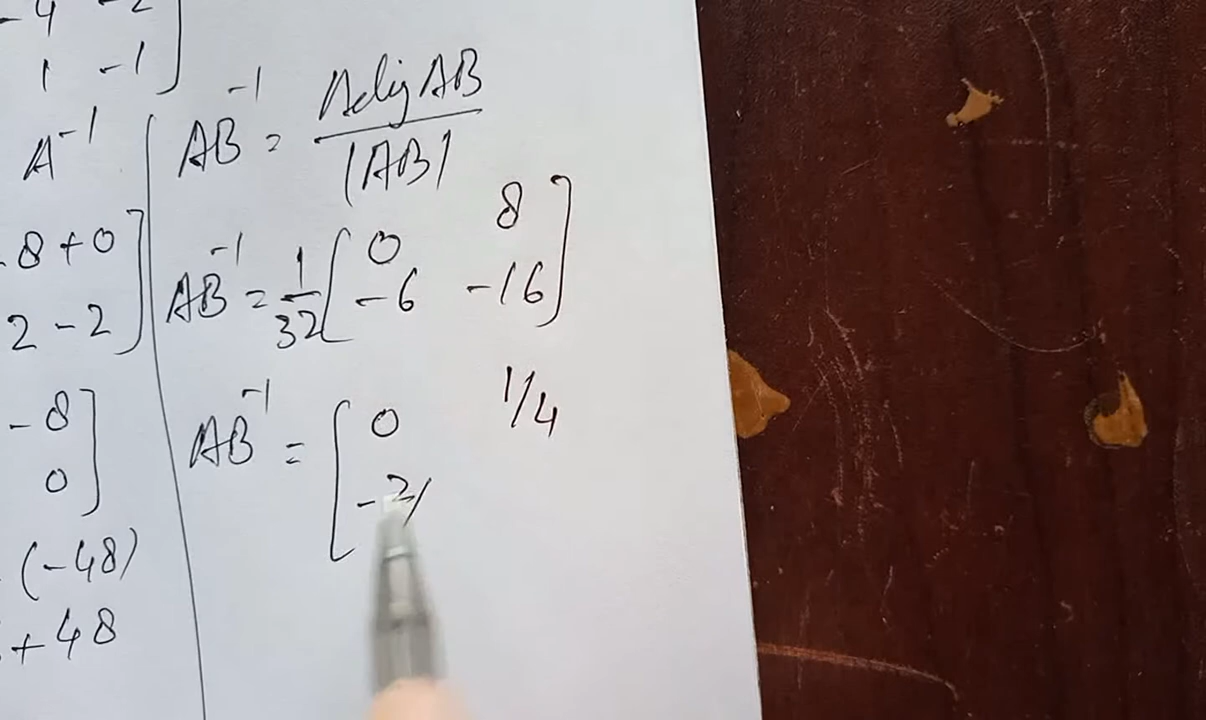 -4 -2
1 -1
A⁻¹
8+0
2-2
-8
0
(-48)
+48
AB⁻¹ = Adj AB / |AB|
AB⁻¹ = 1/32 [ 0 8
-6 -16 ]
AB⁻¹ = [ 0 1/4